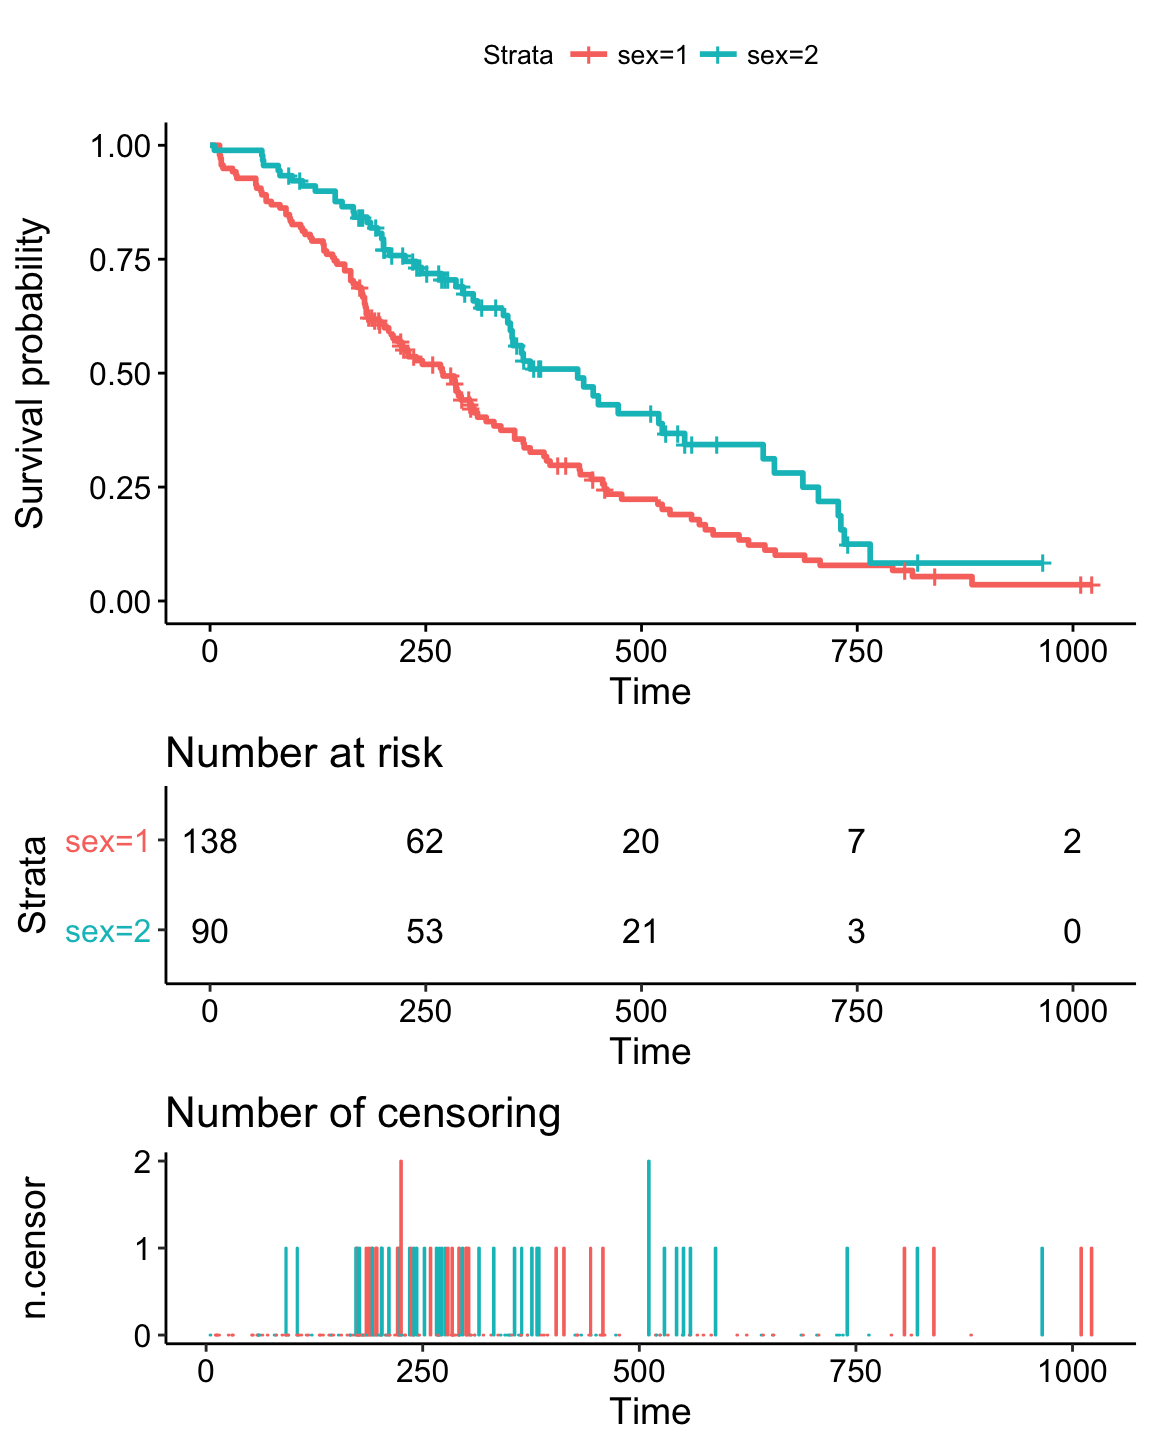 Strata sex=1 sex=2
Survival probability
1.00
0.75
0.50
0.25
0.00
0 250 500 750 1000
Time
Number at risk
Strata
sex=1 138 62 20 7 2
sex=2 90 53 21 3 0
0 250 500 750 1000
Time
Number of censoring
n.censor
2
1
0
0 250 500 750 1000
Time